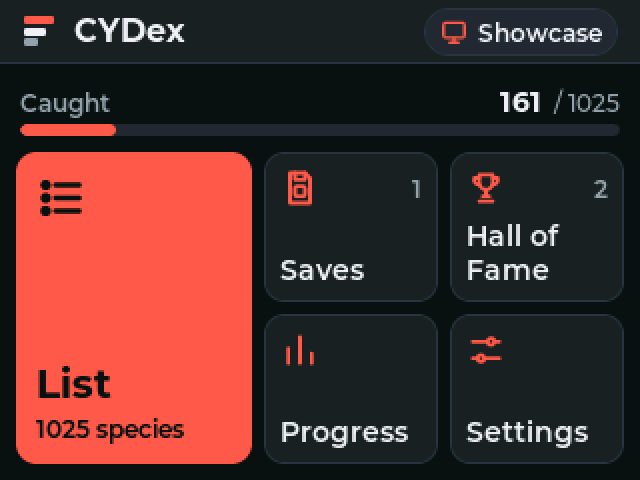 CYDex
Showcase
Caught
161 / 1025
List
1025 species
Saves
1
Hall of
Fame
2
Progress
Settings